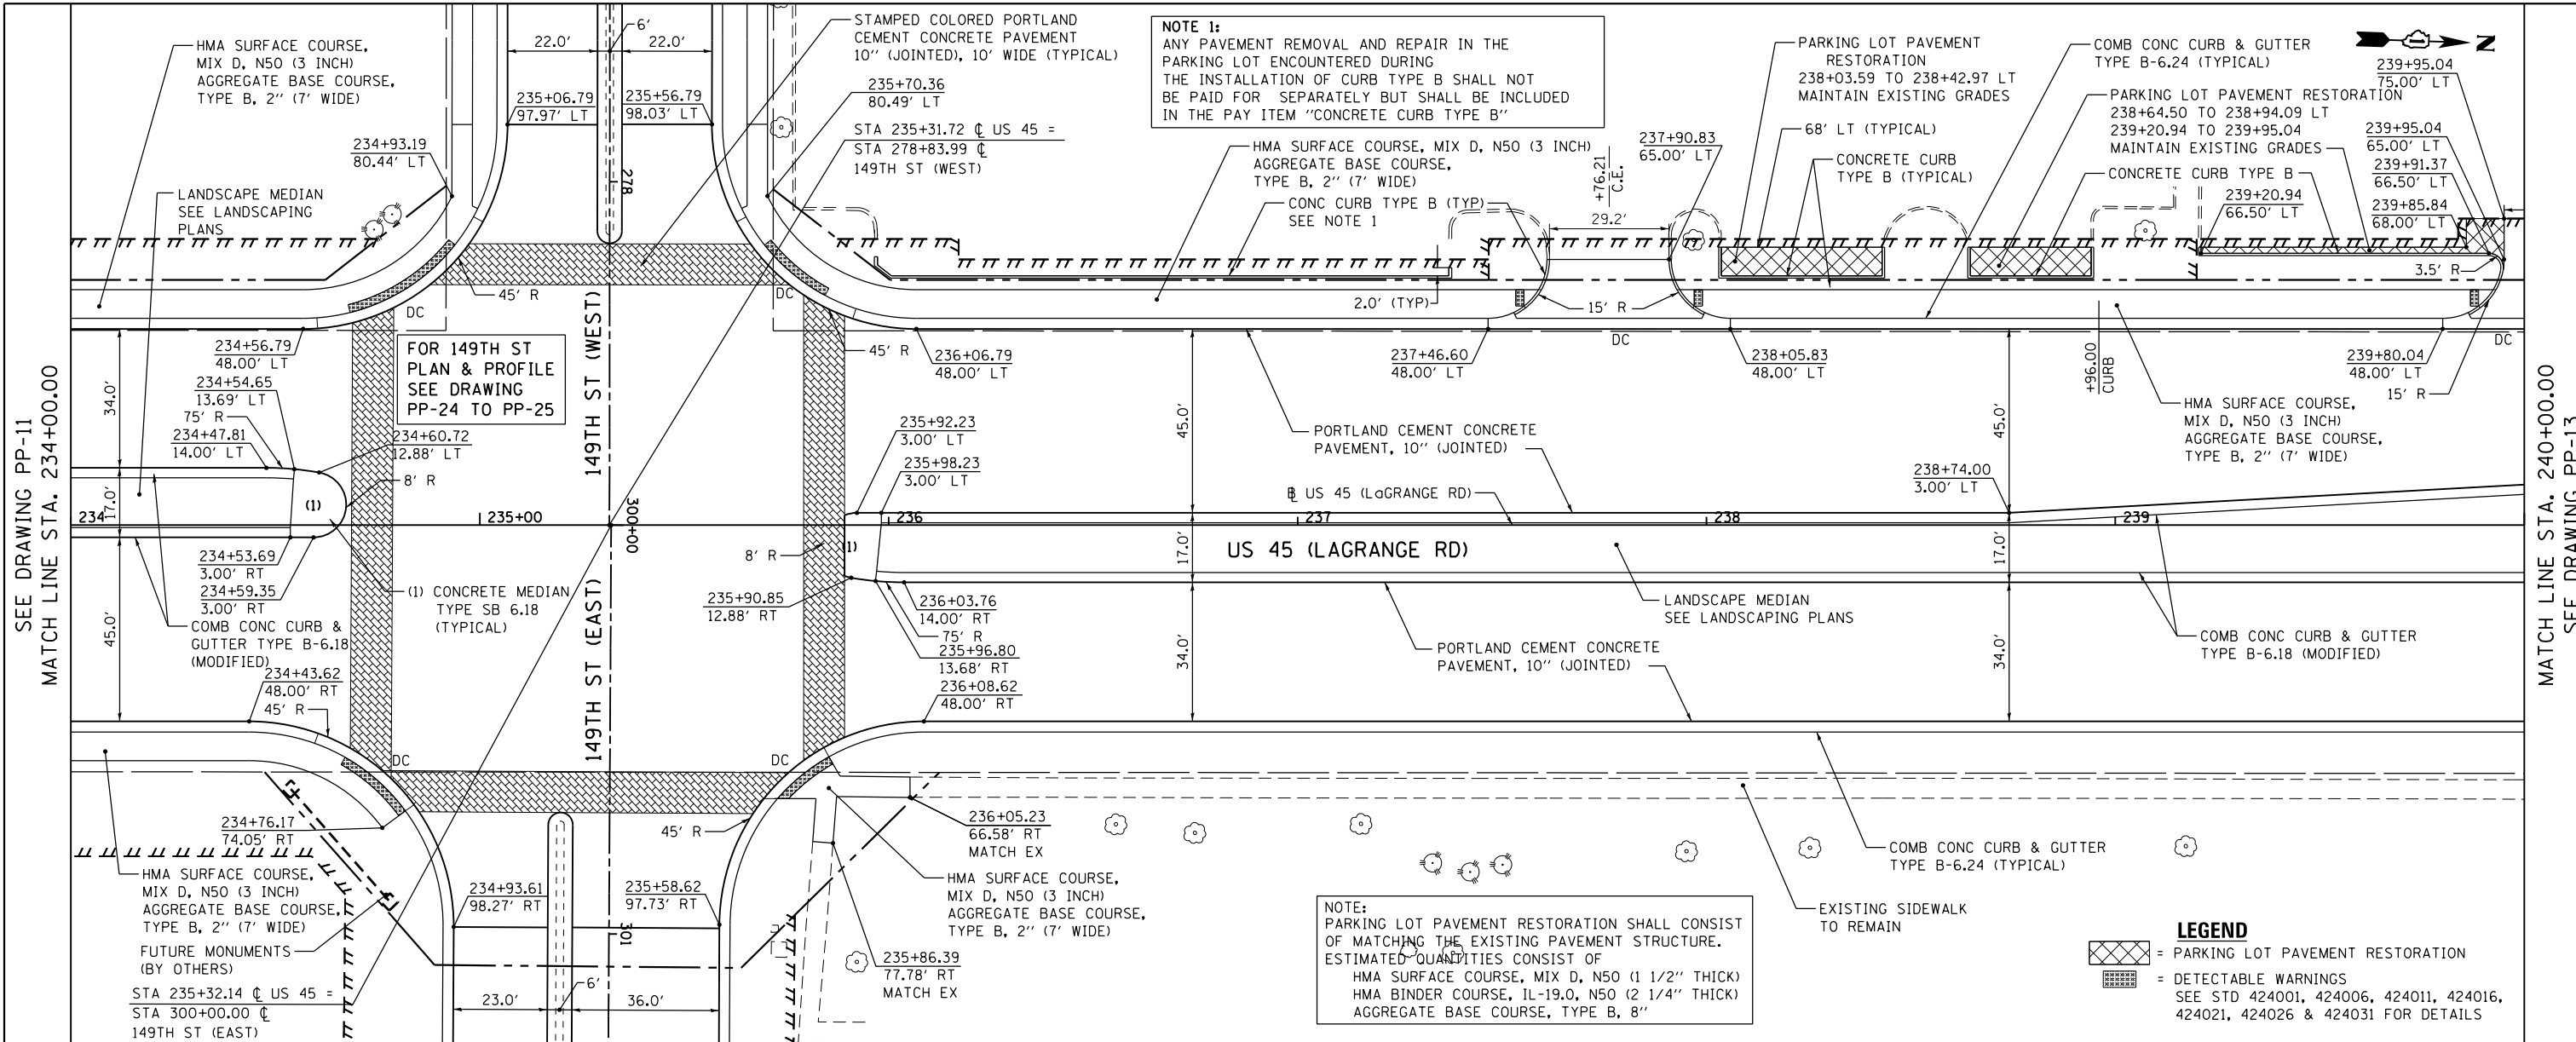 SEE DRAWING PP-11
MATCH LINE STA. 234+00.00
HMA SURFACE COURSE,
MIX D, N50 (3 INCH)
AGGREGATE BASE COURSE,
TYPE B, 2'' (7' WIDE)
LANDSCAPE MEDIAN
SEE LANDSCAPING
PLANS
234+93.19
80.44' LT
22.0'
6'
22.0'
235+06.79
97.97' LT
235+56.79
98.03' LT
278
STAMPED COLORED PORTLAND
CEMENT CONCRETE PAVEMENT
10'' (JOINTED), 10' WIDE (TYPICAL)
235+70.36
80.49' LT
STA 235+31.72 ℄ US 45 =
STA 278+83.99 ℄
149TH ST (WEST)
NOTE 1:
ANY PAVEMENT REMOVAL AND REPAIR IN THE
PARKING LOT ENCOUNTERED DURING
THE INSTALLATION OF CURB TYPE B SHALL NOT
BE PAID FOR SEPARATELY BUT SHALL BE INCLUDED
IN THE PAY ITEM "CONCRETE CURB TYPE B"
HMA SURFACE COURSE, MIX D, N50 (3 INCH)
AGGREGATE BASE COURSE,
TYPE B, 2'' (7' WIDE)
CONC CURB TYPE B (TYP)
SEE NOTE 1
+76.21
C.E.
29.2'
237+90.83
65.00' LT
PARKING LOT PAVEMENT
RESTORATION
238+03.59 TO 238+42.97 LT
MAINTAIN EXISTING GRADES
68' LT (TYPICAL)
CONCRETE CURB
TYPE B (TYPICAL)
COMB CONC CURB & GUTTER
TYPE B-6.24 (TYPICAL)
PARKING LOT PAVEMENT RESTORATION
238+64.50 TO 238+94.09 LT
239+20.94 TO 239+95.04
MAINTAIN EXISTING GRADES
CONCRETE CURB TYPE B
239+20.94
66.50' LT
N
239+95.04
75.00' LT
239+95.04
65.00' LT
239+91.37
66.50' LT
239+85.84
68.00' LT
3.5' R
45' R
DC
DC
2.0' (TYP)
15' R
DC
DC
234+56.79
48.00' LT
FOR 149TH ST
PLAN & PROFILE
SEE DRAWING
PP-24 TO PP-25
149TH ST (WEST)
45' R
236+06.79
48.00' LT
237+46.60
48.00' LT
238+05.83
48.00' LT
+96.00
CURB
239+80.04
48.00' LT
15' R
34.0'
234+54.65
13.69' LT
75' R
234+47.81
14.00' LT
234+60.72
12.88' LT
8' R
(1)
17.0'
234
235+00
300+00
235+92.23
3.00' LT
235+98.23
3.00' LT
45.0'
PORTLAND CEMENT CONCRETE
PAVEMENT, 10'' (JOINTED)
45.0'
HMA SURFACE COURSE,
MIX D, N50 (3 INCH)
AGGREGATE BASE COURSE,
TYPE B, 2'' (7' WIDE)
238+74.00
3.00' LT
℄ US 45 (LaGRANGE RD)
236
237
238
239
234+53.69
3.00' RT
234+59.35
3.00' RT
45.0'
COMB CONC CURB &
GUTTER TYPE B-6.18
(MODIFIED)
(1) CONCRETE MEDIAN
TYPE SB 6.18
(TYPICAL)
149TH ST (EAST)
8' R
(1)
17.0'
US 45 (LAGRANGE RD)
17.0'
235+90.85
12.88' RT
236+03.76
14.00' RT
75' R
235+96.80
13.68' RT
236+08.62
48.00' RT
34.0'
PORTLAND CEMENT CONCRETE
PAVEMENT, 10'' (JOINTED)
LANDSCAPE MEDIAN
SEE LANDSCAPING PLANS
34.0'
COMB CONC CURB & GUTTER
TYPE B-6.18 (MODIFIED)
234+43.62
48.00' RT
45' R
DC
DC
234+76.17
74.05' RT
45' R
236+05.23
66.58' RT
MATCH EX
HMA SURFACE COURSE,
MIX D, N50 (3 INCH)
AGGREGATE BASE COURSE,
TYPE B, 2'' (7' WIDE)
FUTURE MONUMENTS
(BY OTHERS)
STA 235+32.14 ℄ US 45 =
STA 300+00.00 ℄
149TH ST (EAST)
234+93.61
98.27' RT
235+58.62
97.73' RT
23.0'
6'
36.0'
301
HMA SURFACE COURSE,
MIX D, N50 (3 INCH)
AGGREGATE BASE COURSE,
TYPE B, 2'' (7' WIDE)
235+86.39
77.78' RT
MATCH EX
NOTE:
PARKING LOT PAVEMENT RESTORATION SHALL CONSIST
OF MATCHING THE EXISTING PAVEMENT STRUCTURE.
ESTIMATED QUANTITIES CONSIST OF
HMA SURFACE COURSE, MIX D, N50 (1 1/2'' THICK)
HMA BINDER COURSE, IL-19.0, N50 (2 1/4'' THICK)
AGGREGATE BASE COURSE, TYPE B, 8''
COMB CONC CURB & GUTTER
TYPE B-6.24 (TYPICAL)
EXISTING SIDEWALK
TO REMAIN
LEGEND
= PARKING LOT PAVEMENT RESTORATION
= DETECTABLE WARNINGS
SEE STD 424001, 424006, 424011, 424016,
424021, 424026 & 424031 FOR DETAILS
MATCH LINE STA. 240+00.00
SEE DRAWING PP-13